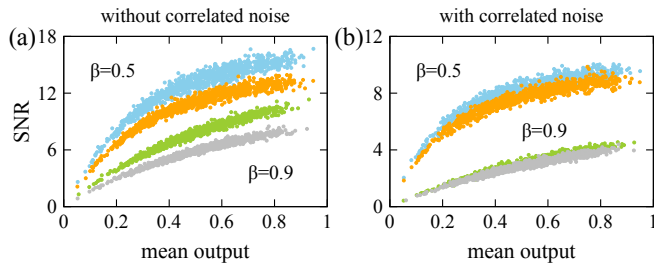 without correlated noise
with correlated noise
(a)
(b)
18
12
6
0
SNR
β=0.5
β=0.9
0 0.2 0.4 0.6 0.8 1
mean output
12
8
4
0
β=0.5
β=0.9
0 0.2 0.4 0.6 0.8 1
mean output